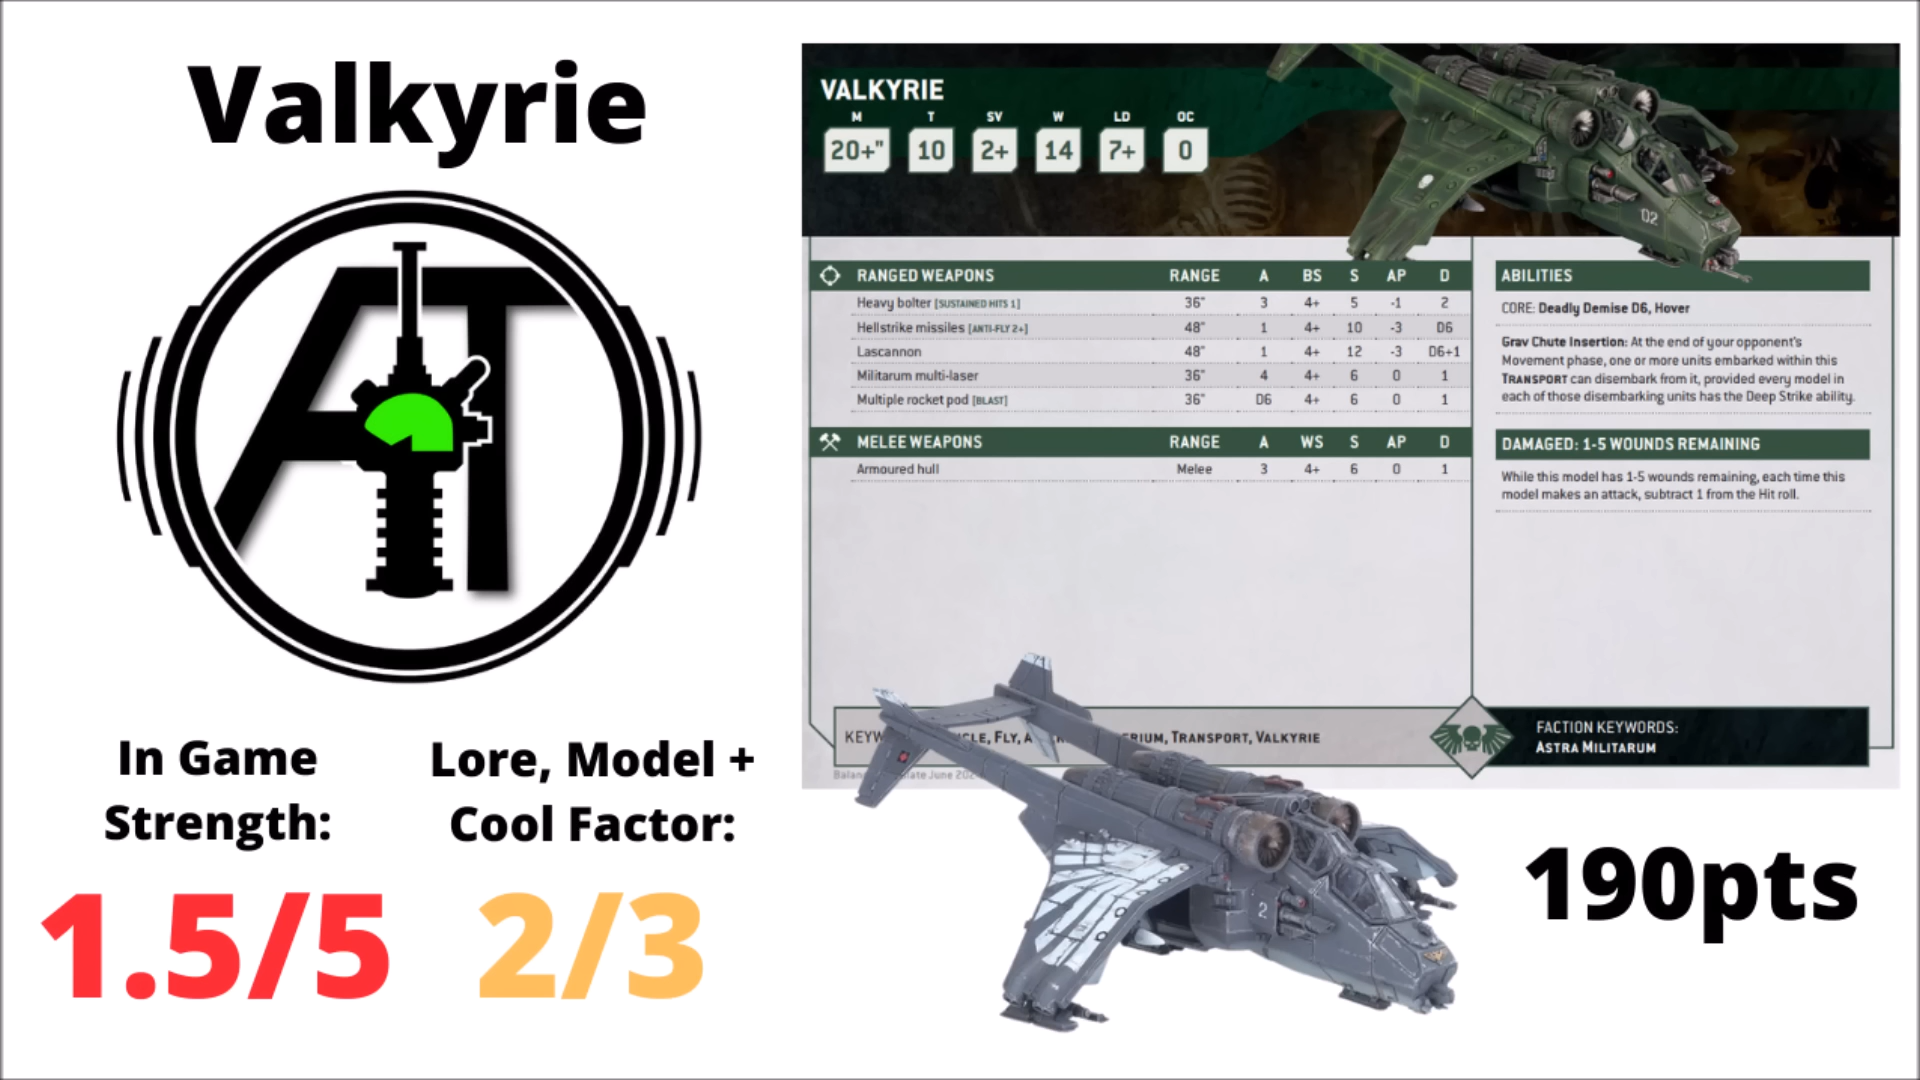 Valkyrie
AT
In Game
Strength:
1.5/5
Lore, Model +
Cool Factor:
2/3
VALKYRIE
M T SV W LD OC
20+" 10 2+ 14 7+ 0
02
RANGED WEAPONS RANGE A BS S AP D
Heavy bolter [SUSTAINED HITS 1] 36" 3 4+ 5 -1 2
Hellstrike missiles [ANTI-FLY 2+] 48" 1 4+ 10 -3 D6
Lascannon 48" 1 4+ 12 -3 D6+1
Militarum multi-laser 36" 4 4+ 6 0 1
Multiple rocket pod [BLAST] 36" D6 4+ 6 0 1
MELEE WEAPONS RANGE A WS S AP D
Armoured hull Melee 3 4+ 6 0 1
ABILITIES
CORE: Deadly Demise D6, Hover
Grav Chute Insertion: At the end of your opponent's
Movement phase, one or more units embarked within this
TRANSPORT can disembark from it, provided every model in
each of those disembarking units has the Deep Strike ability.
DAMAGED: 1-5 WOUNDS REMAINING
While this model has 1-5 wounds remaining, each time this
model makes an attack, subtract 1 from the Hit roll.
FLY, TRANSPORT, VALKYRIE
FACTION KEYWORDS:
ASTRA MILITARUM
June
2
190pts